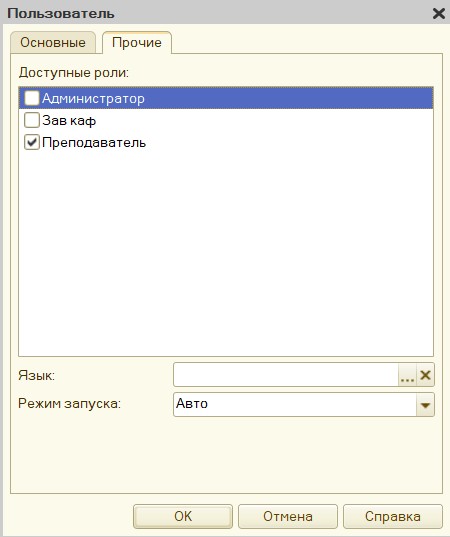 Пользователь
Основные
Прочие
Доступные роли:
Администратор
Зав каф
Преподаватель
Язык:
...
Режим запуска:
Авто
OK
Отмена
Справка